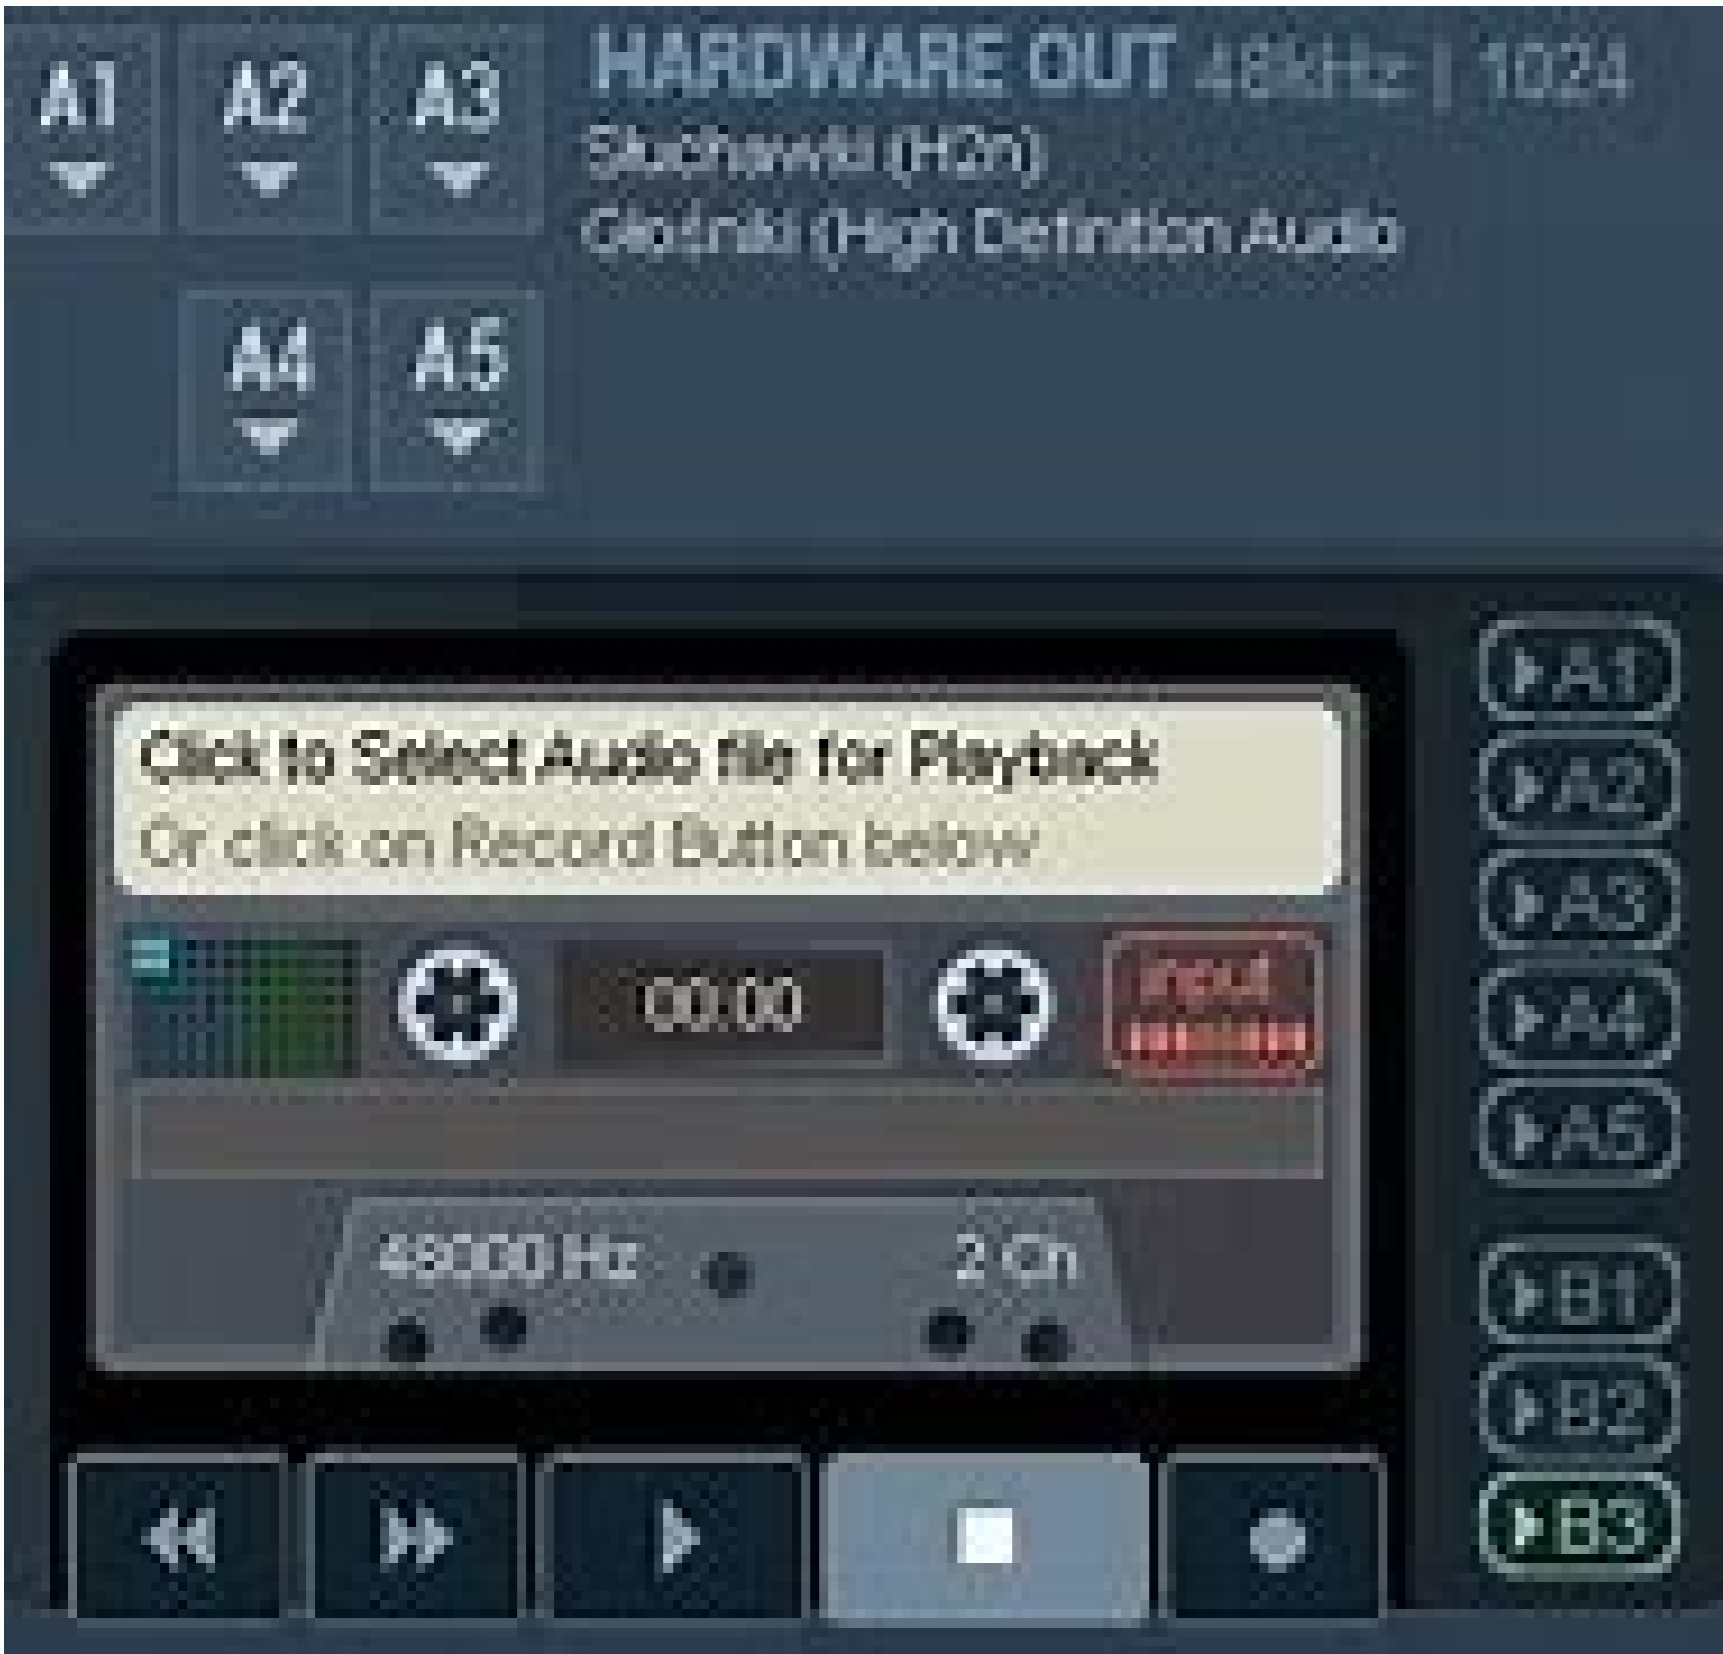 A1 A2 A3 HARDWARE OUT 48kHz | 1024
Słuchawki (H2n)
Głośniki (High Definition Audio
A4 A5
Click to Select Audio file for Playback
Or click on Record Button below
00:00
input
48000 Hz 2 Ch
A1
A2
A3
A4
A5
B1
B2
B3